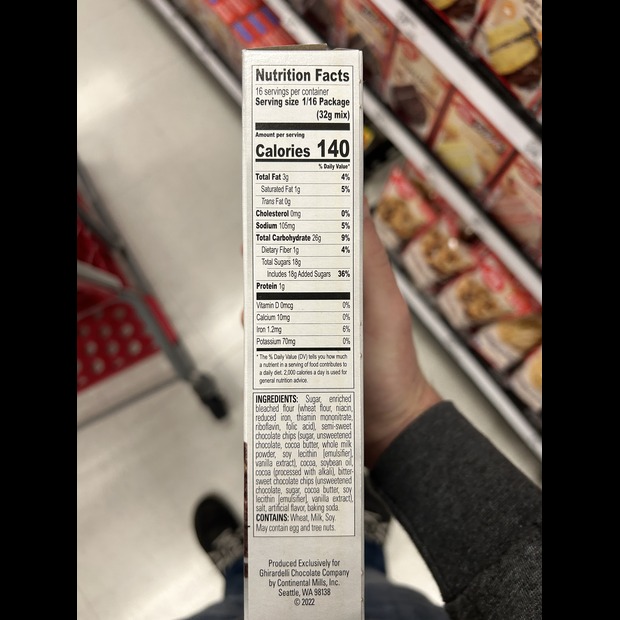 Nutrition Facts
16 servings per container
Serving size 1/16 Package
(32g mix)
Amount per serving
Calories 140
% Daily Value*
Total Fat 3g 4%
Saturated Fat 1g 5%
Trans Fat 0g
Cholesterol 0mg 0%
Sodium 105mg 5%
Total Carbohydrate 26g 9%
Dietary Fiber 1g 4%
Total Sugars 18g
Includes 18g Added Sugars 36%
Protein 1g
Vitamin D 0mcg 0%
Calcium 10mg 0%
Iron 1.2mg 6%
Potassium 70mg 0%
* The % Daily Value (DV) tells you how much
a nutrient in a serving of food contributes to
a daily diet. 2,000 calories a day is used for
general nutrition advice.
INGREDIENTS: Sugar, enriched
bleached flour (wheat flour, niacin,
reduced iron, thiamin mononitrate,
riboflavin, folic acid), semi-sweet
chocolate chips (sugar, unsweetened
chocolate, cocoa butter, whole milk
powder, soy lecithin [emulsifier],
vanilla extract), cocoa, soybean oil,
cocoa (processed with alkali), bitter-
sweet chocolate chips (unsweetened
chocolate, sugar, cocoa butter, soy
lecithin [emulsifier], vanilla extract),
salt, artificial flavor, baking soda.
CONTAINS: Wheat, Milk, Soy.
May contain egg and tree nuts.
Produced Exclusively for
Ghirardelli Chocolate Company
by Continental Mills, Inc.
Seattle, WA 98138
© 2022